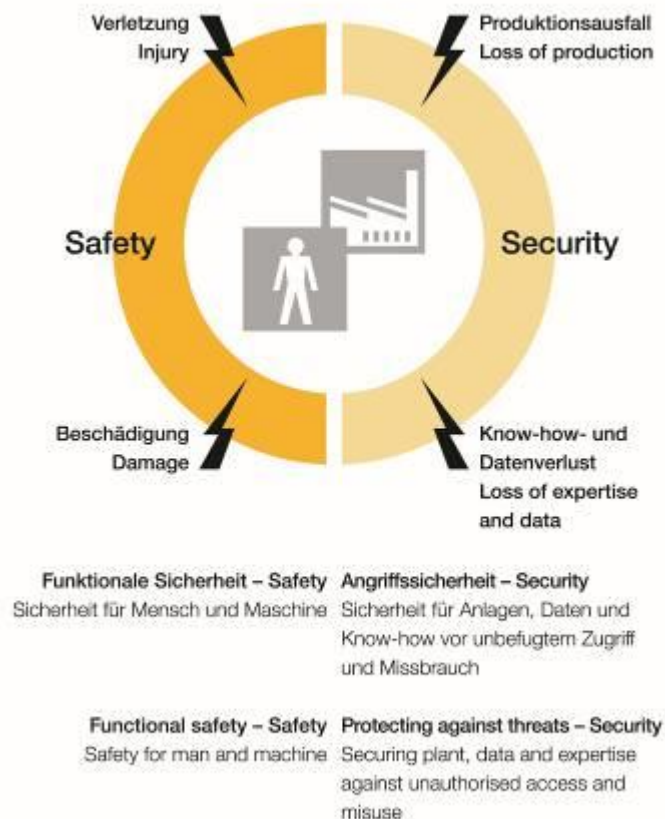 Verletzung
Injury
Produktionsausfall
Loss of production
Safety
Security
Beschädigung
Damage
Know-how- und
Datenverlust
Loss of expertise
and data
Funktionale Sicherheit – Safety
Sicherheit für Mensch und Maschine
Angriffssicherheit – Security
Sicherheit für Anlagen, Daten und
Know-how vor unbefugtem Zugriff
und Missbrauch
Functional safety – Safety
Safety for man and machine
Protecting against threats – Security
Securing plant, data and expertise
against unauthorised access and
misuse